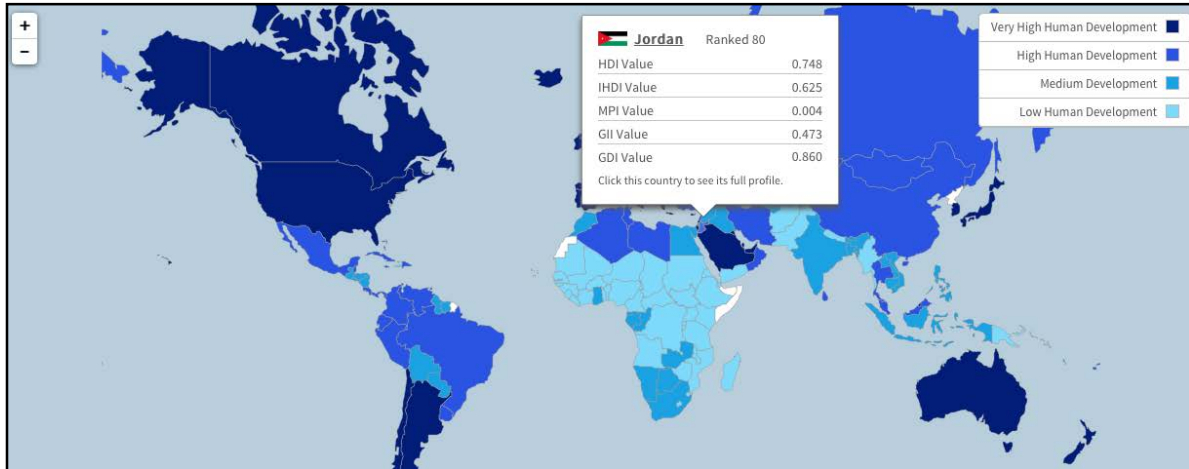 +
−
Jordan Ranked 80
HDI Value 0.748
IHDI Value 0.625
MPI Value 0.004
GII Value 0.473
GDI Value 0.860
Click this country to see its full profile.
Very High Human Development
High Human Development
Medium Development
Low Human Development